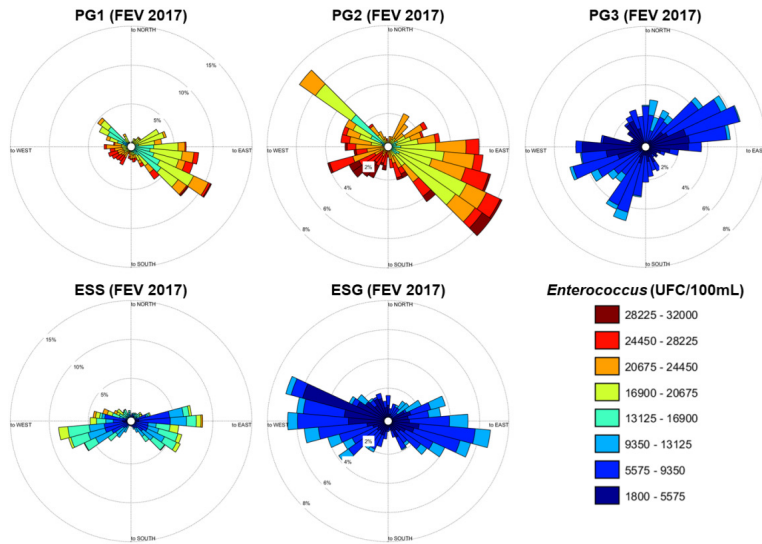 PG1 (FEV 2017)
to NORTH
15%
10%
5%
to WEST
to EAST
to SOUTH
PG2 (FEV 2017)
to NORTH
to WEST
to EAST
2%
4%
6%
8%
to SOUTH
PG3 (FEV 2017)
to NORTH
to WEST
to EAST
2%
4%
6%
8%
to SOUTH
ESS (FEV 2017)
to NORTH
15%
10%
5%
to WEST
to EAST
to SOUTH
ESG (FEV 2017)
to NORTH
to WEST
to EAST
2%
4%
6%
8%
to SOUTH
Enterococcus (UFC/100mL)
28225 - 32000
24450 - 28225
20675 - 24450
16900 - 20675
13125 - 16900
9350 - 13125
5575 - 9350
1800 - 5575